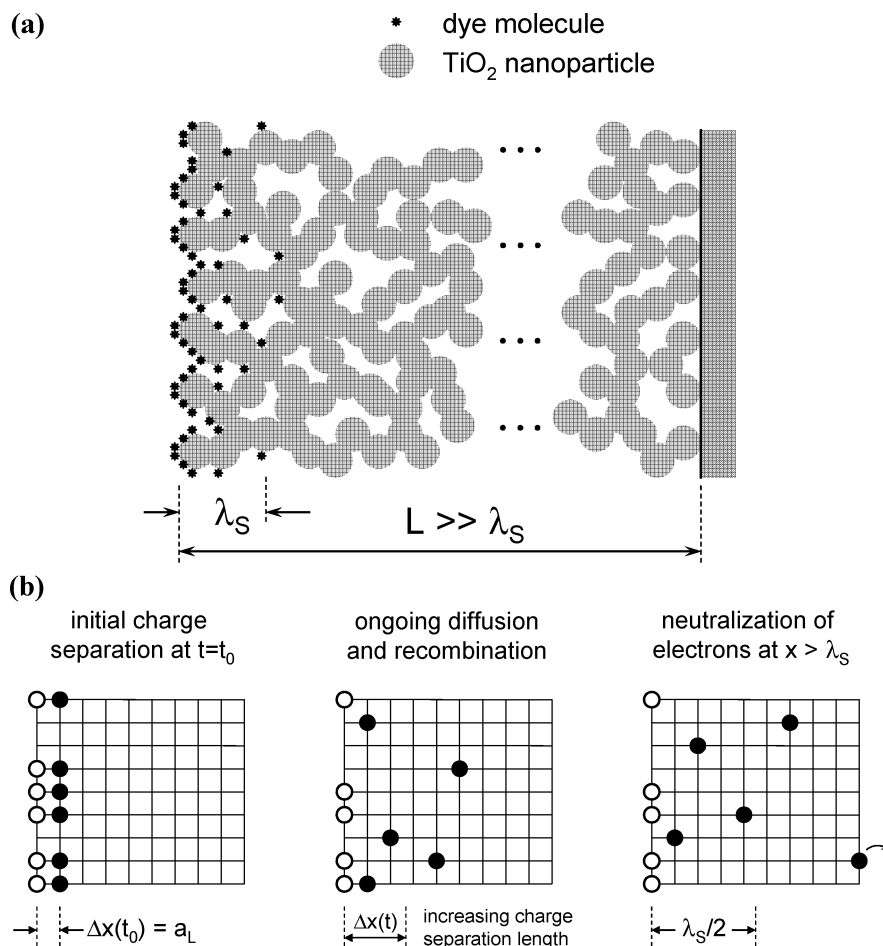 (a)
dye molecule
TiO₂ nanoparticle
λS
L >> λS
(b)
initial charge
separation at t=t₀
ongoing diffusion
and recombination
neutralization of
electrons at x > λS
Δx(t₀) = aL
Δx(t)
increasing charge
separation length
λS/2